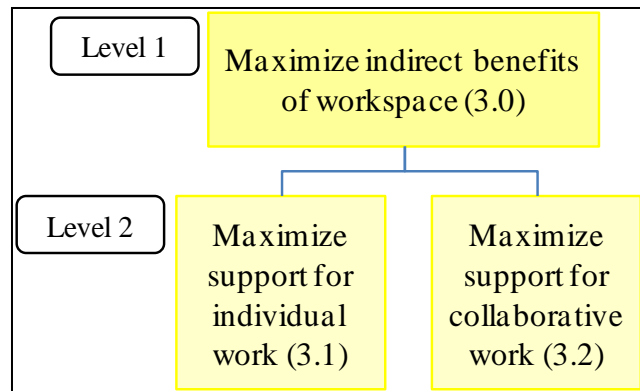 Level 1
Maximize indirect benefits
of workspace (3.0)
Level 2
Maximize
support for
individual
work (3.1)
Maximize
support for
collaborative
work (3.2)